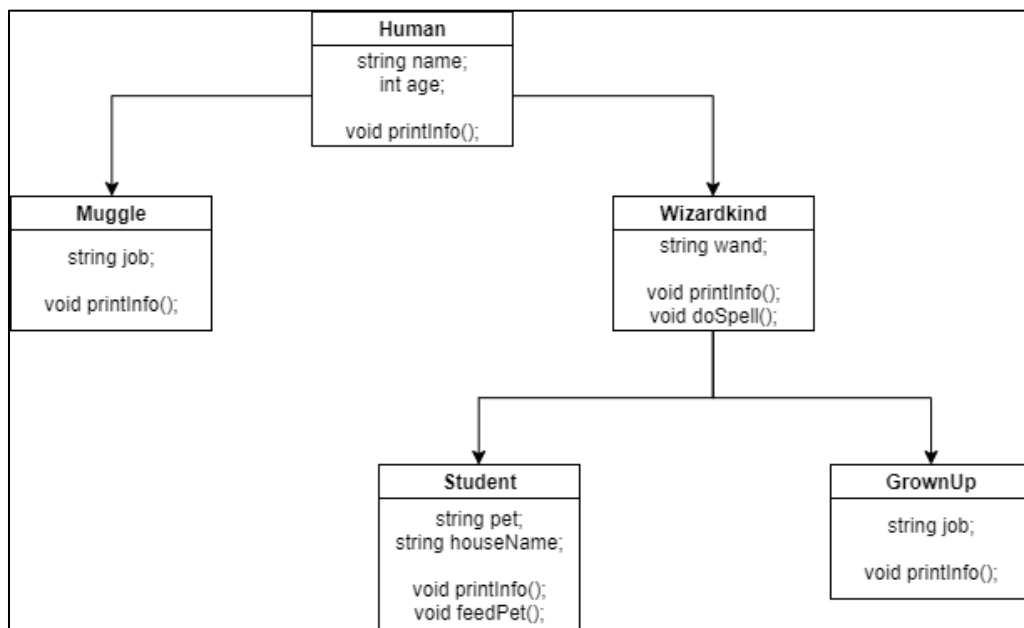 Human
string name;
int age;
void printInfo();
Muggle
string job;
void printInfo();
Wizardkind
string wand;
void printInfo();
void doSpell();
Student
string pet;
string houseName;
void printInfo();
void feedPet();
GrownUp
string job;
void printInfo();